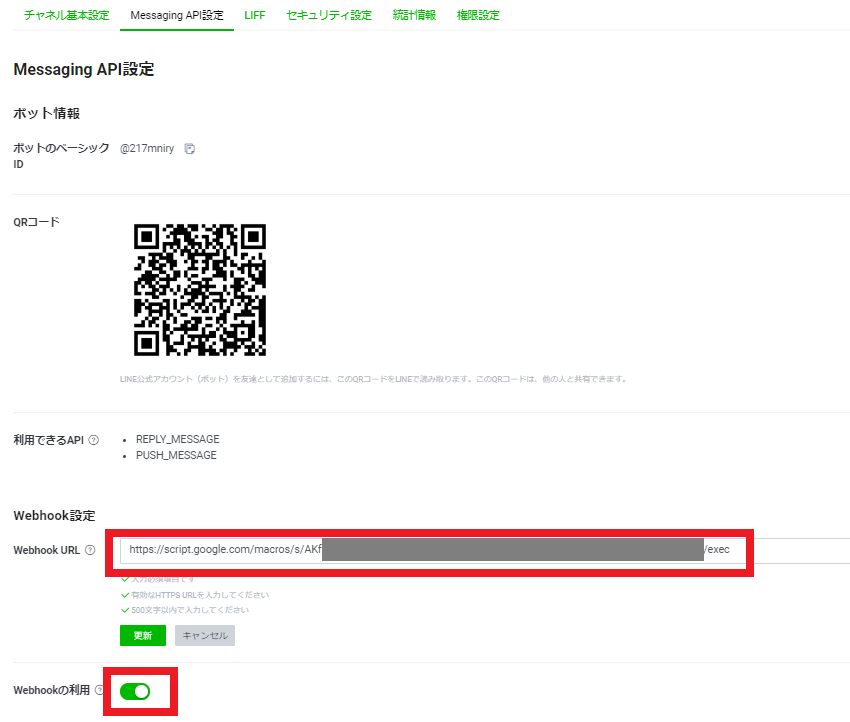 チャネル基本設定 Messaging API設定 LIFF セキュリティ設定 統計情報 権限設定
Messaging API設定
ボット情報
ボットのベーシック @217mniry
ID
QRコード
LINE公式アカウント（ボット）を友達として追加するには、このQRコードをLINEで読み取ります。このQRコードは、他の人と共有できます。
利用できるAPI ?
• REPLY_MESSAGE
• PUSH_MESSAGE
Webhook設定
Webhook URL ? https://script.google.com/macros/s/AKf /exec
入力必須項目です
有効なHTTPS URLを入力してください
500文字以内で入力してください
更新 キャンセル
Webhookの利用 ?